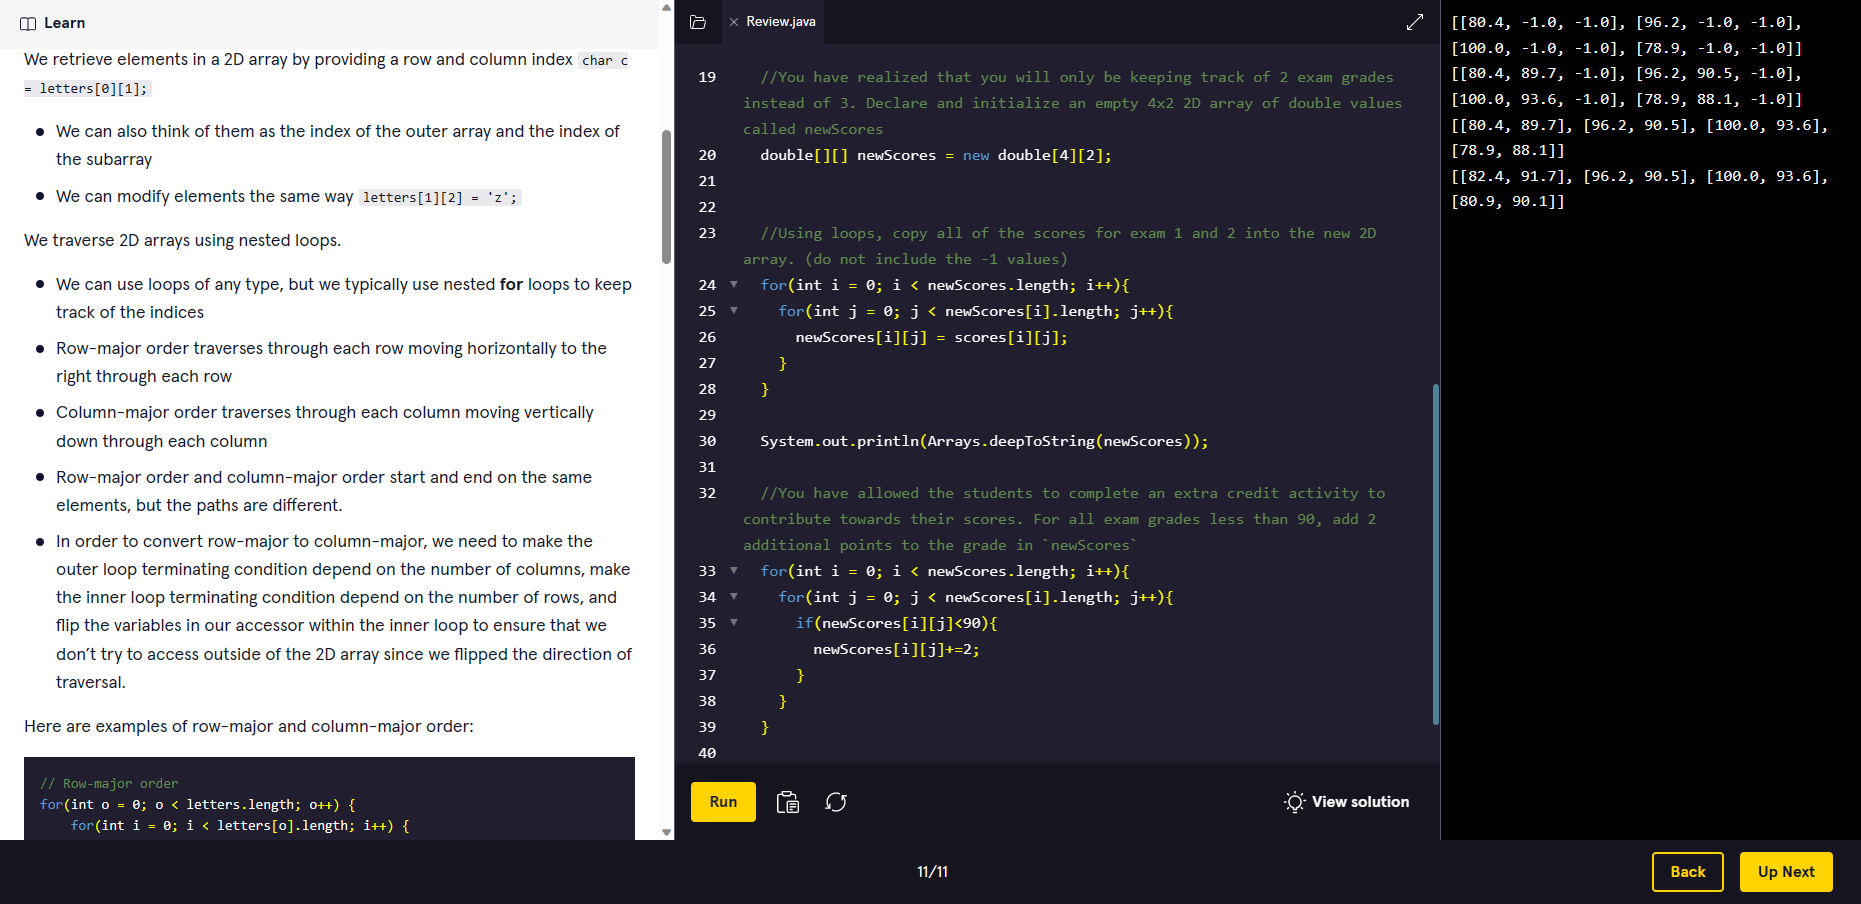 Learn
We retrieve elements in a 2D array by providing a row and column index char c
= letters[0][1];
We can also think of them as the index of the outer array and the index of
the subarray
We can modify elements the same way letters[1][2] = 'z';
We traverse 2D arrays using nested loops.
We can use loops of any type, but we typically use nested for loops to keep
track of the indices
Row-major order traverses through each row moving horizontally to the
right through each row
Column-major order traverses through each column moving vertically
down through each column
Row-major order and column-major order start and end on the same
elements, but the paths are different.
In order to convert row-major to column-major, we need to make the
outer loop terminating condition depend on the number of columns, make
the inner loop terminating condition depend on the number of rows, and
flip the variables in our accessor within the inner loop to ensure that we
don't try to access outside of the 2D array since we flipped the direction of
traversal.
Here are examples of row-major and column-major order:
// Row-major order
for(int o = 0; o < letters.length; o++) {
for(int i = 0; i < letters[o].length; i++) {
Review.java
19 //You have realized that you will only be keeping track of 2 exam grades
instead of 3. Declare and initialize an empty 4x2 2D array of double values
called newScores
20 double[][] newScores = new double[4][2];
21
22
23 //Using loops, copy all of the scores for exam 1 and 2 into the new 2D
array. (do not include the -1 values)
24 for(int i = 0; i < newScores.length; i++){
25 for(int j = 0; j < newScores[i].length; j++){
26 newScores[i][j] = scores[i][j];
27 }
28 }
29
30 System.out.println(Arrays.deepToString(newScores));
31
32 //You have allowed the students to complete an extra credit activity to
contribute towards their scores. For all exam grades less than 90, add 2
additional points to the grade in `newScores`
33 for(int i = 0; i < newScores.length; i++){
34 for(int j = 0; j < newScores[i].length; j++){
35 if(newScores[i][j]<90){
36 newScores[i][j]+=2;
37 }
38 }
39 }
40
Run
View solution
[[80.4, -1.0, -1.0], [96.2, -1.0, -1.0],
[100.0, -1.0, -1.0], [78.9, -1.0, -1.0]]
[[80.4, 89.7, -1.0], [96.2, 90.5, -1.0],
[100.0, 93.6, -1.0], [78.9, 88.1, -1.0]]
[[80.4, 89.7], [96.2, 90.5], [100.0, 93.6],
[78.9, 88.1]]
[[82.4, 91.7], [96.2, 90.5], [100.0, 93.6],
[80.9, 90.1]]
11/11
Back
Up Next